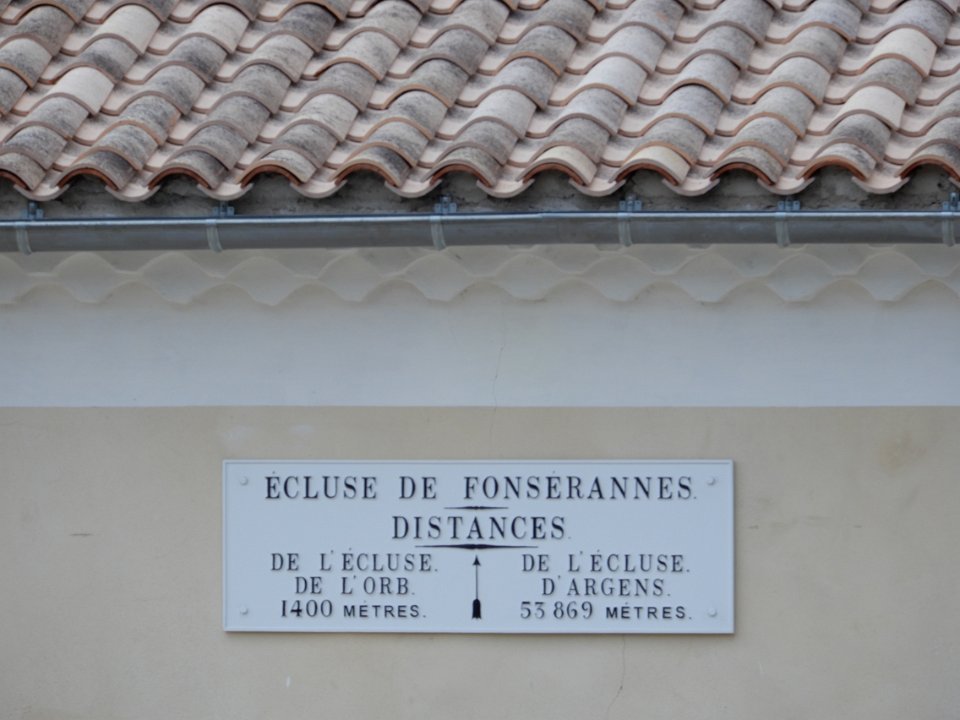 ÉCLUSE DE FONSÉRANNES.
DISTANCES.
DE L'ÉCLUSE.
DE L'ORB.
1400 MÉTRES.
DE L'ÉCLUSE.
D'ARGENS.
53 869 MÉTRES.